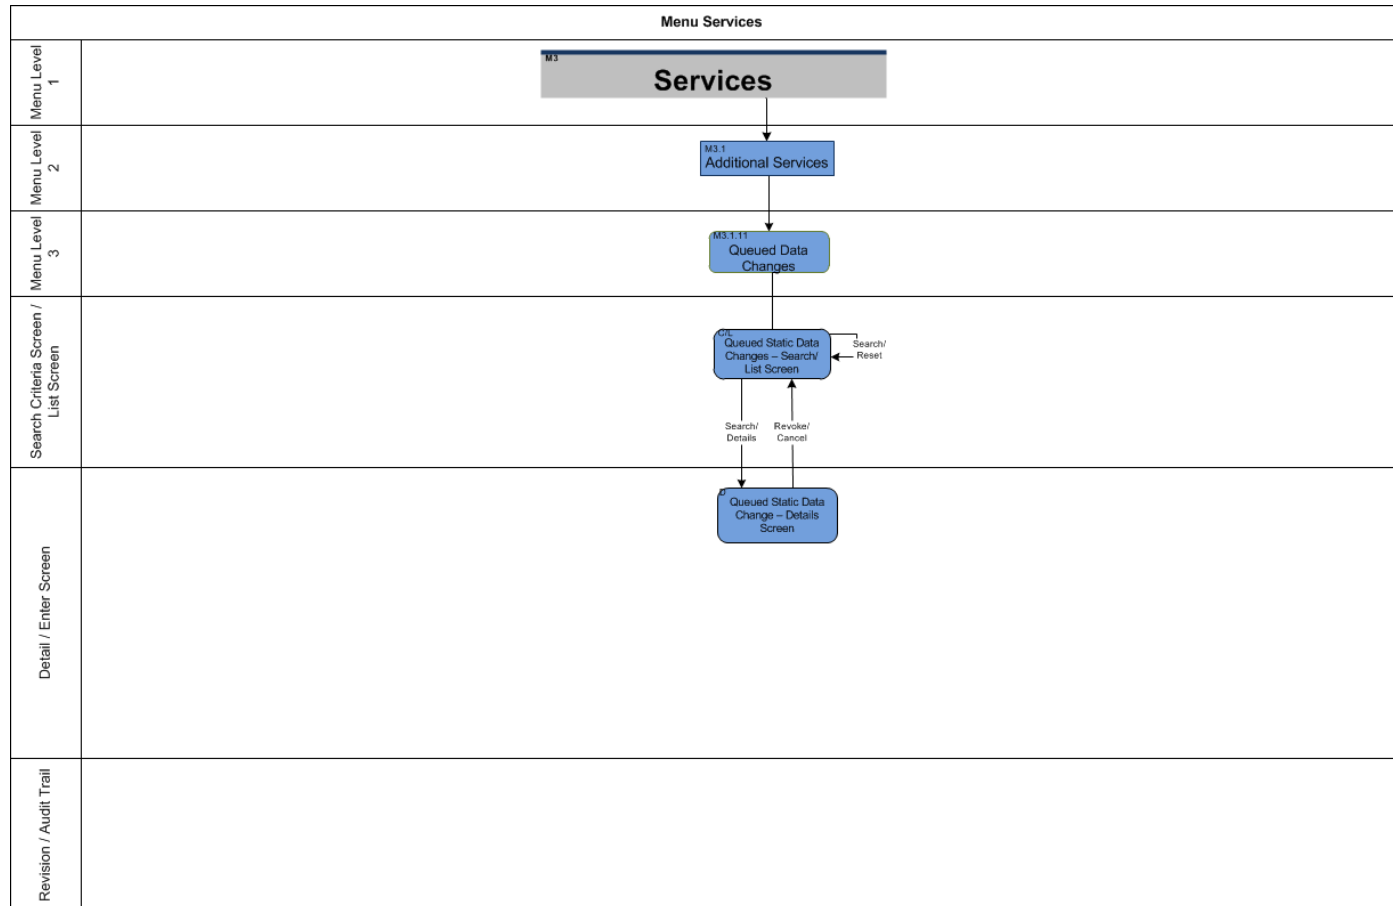 Menu Services
Menu Level
1
M3
Services
Menu Level
2
M3.1
Additional Services
Menu Level
3
M3.1.11
Queued Data
Changes
Search Criteria Screen /
List Screen
C/L
Queued Static Data
Changes – Search/
List Screen
Search/
Reset
Search/
Details
Revoke/
Cancel
Detail / Enter Screen
D
Queued Static Data
Change – Details
Screen
Revision / Audit Trail